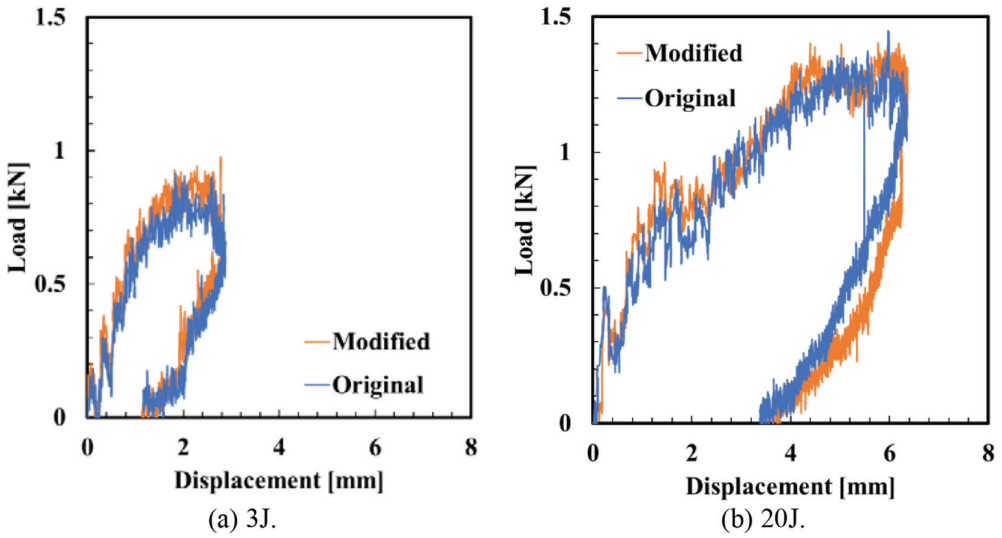 1.5
1
0.5
0
Load [kN]
Modified
Original
0 2 4 6 8
Displacement [mm]
(a) 3J.
1.5
1
0.5
0
Load [kN]
Modified
Original
0 2 4 6 8
Displacement [mm]
(b) 20J.